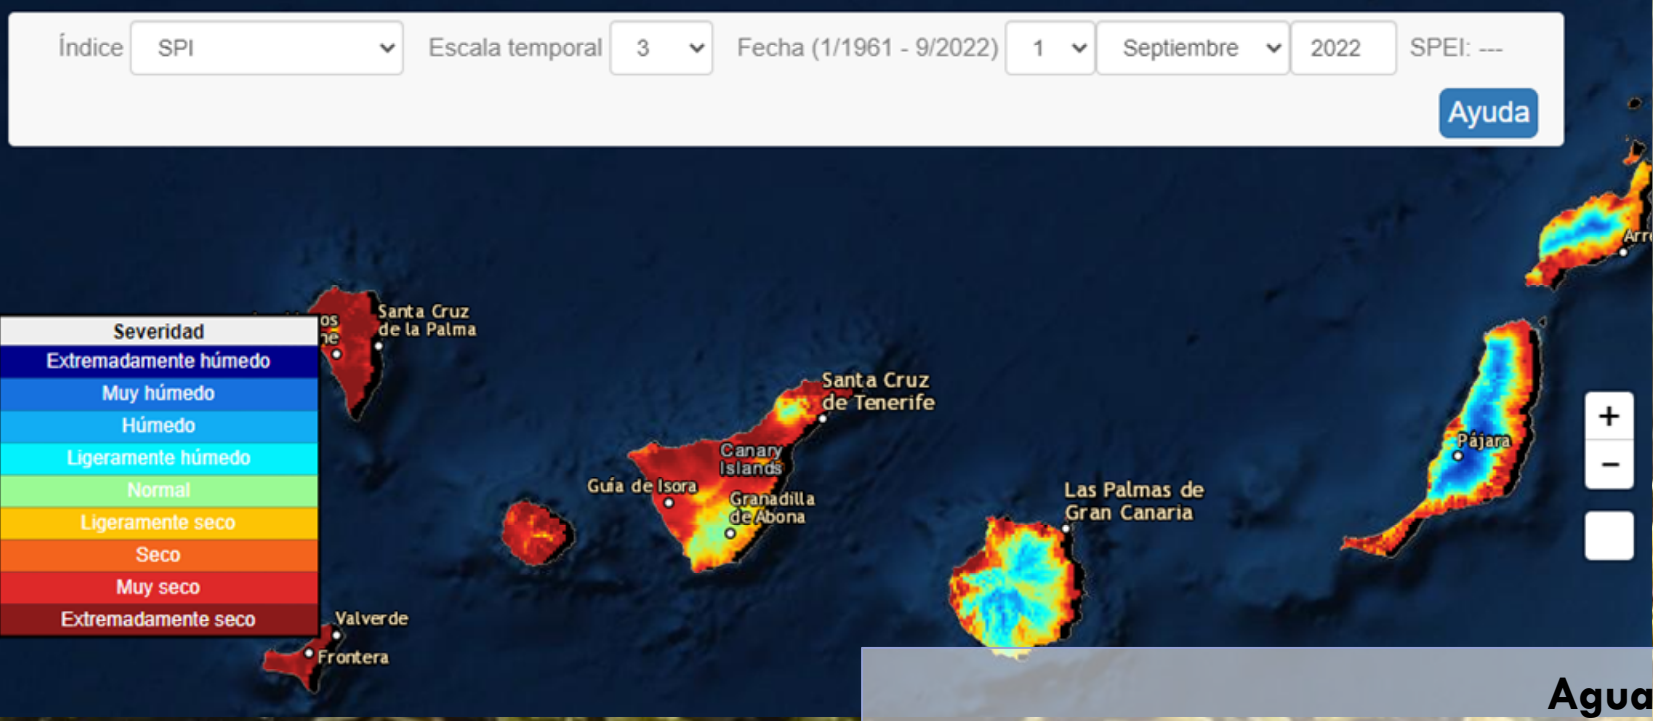 Índice SPI Escala temporal 3 Fecha (1/1961 - 9/2022) 1 Septiembre 2022 SPEI: ---
Ayuda
Arr
Santa Cruz
de la Palma
os
ne
Severidad
Extremadamente húmedo
Muy húmedo
Húmedo
Ligeramente húmedo
Normal
Ligeramente seco
Seco
Muy seco
Extremadamente seco
Santa Cruz
de Tenerife
Canary
Islands
Guía de Isora
Granadilla
de Abona
Pájara
Las Palmas de
Gran Canaria
+
−
Valverde
Frontera
Agua